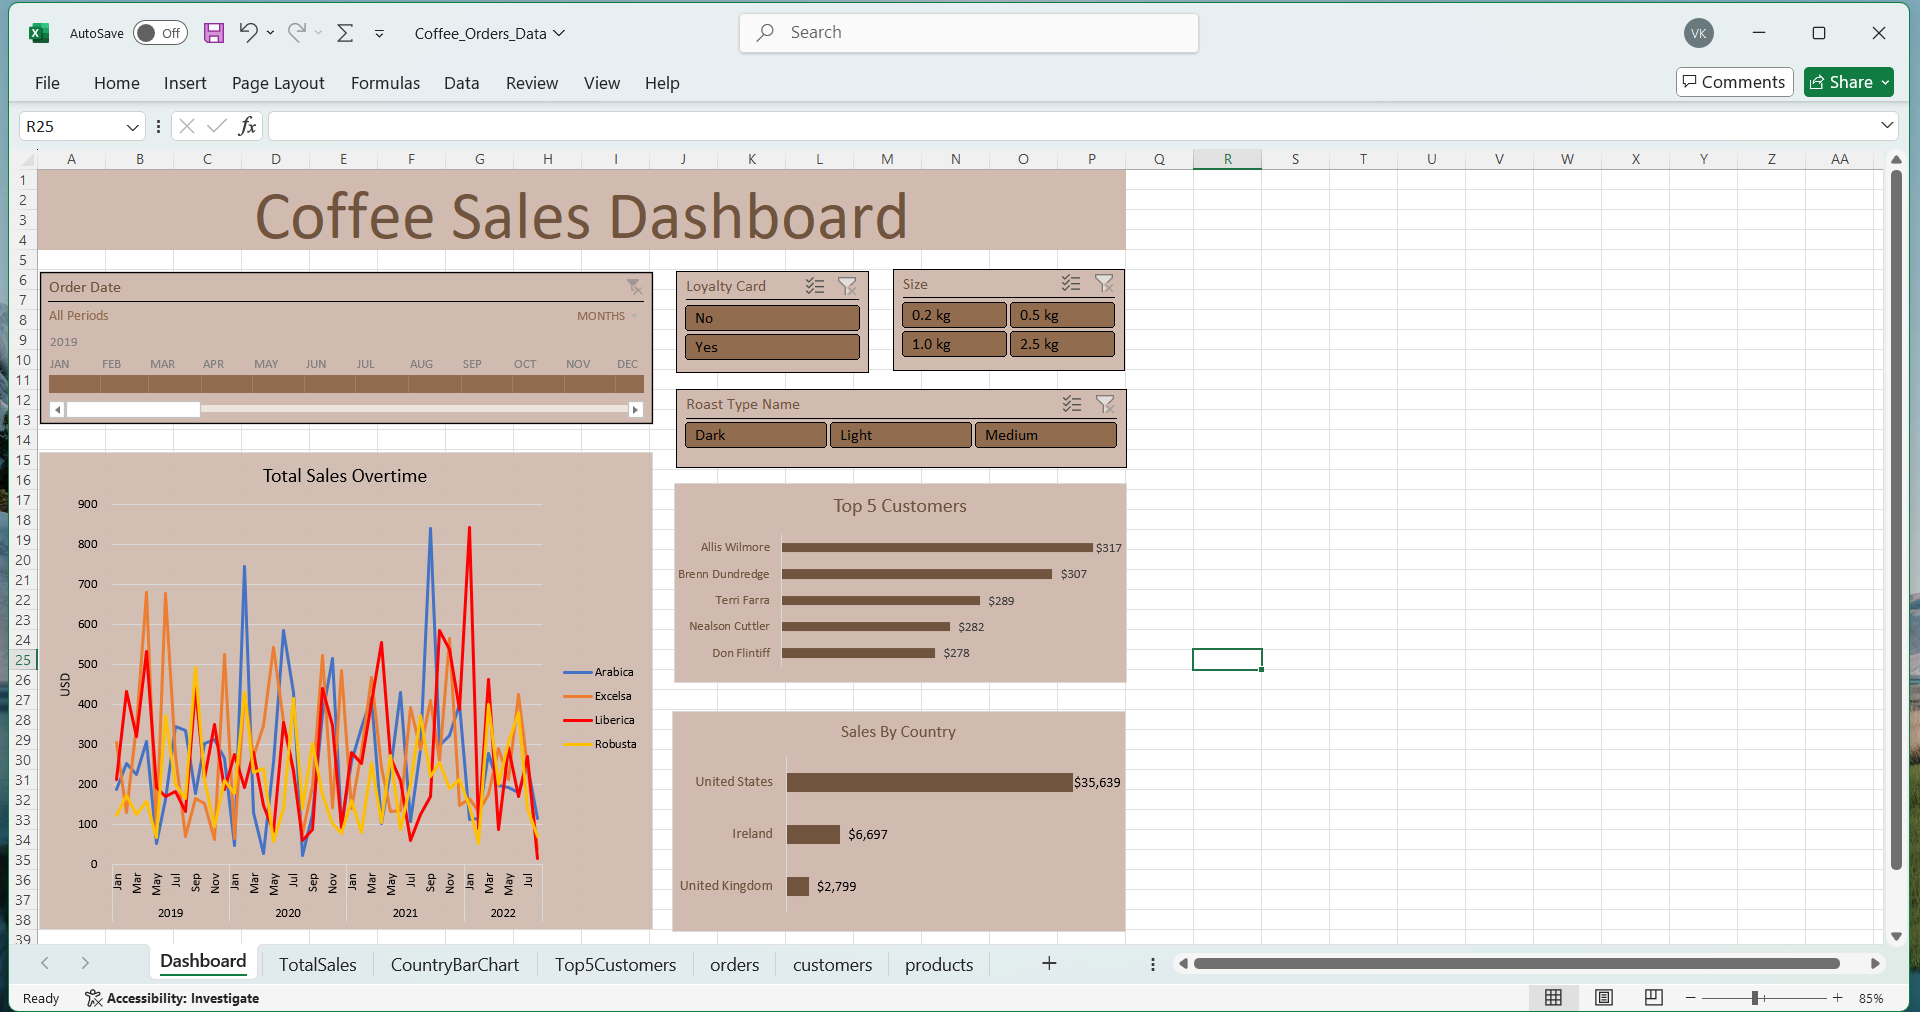 AutoSave Off Coffee_Orders_Data Search VK
File Home Insert Page Layout Formulas Data Review View Help Comments Share
R25 fx
A B C D E F G H I J K L M N O P Q R S T U V W X Y Z AA
1
2
3
4
5
6
7
8
9
10
11
12
13
14
15
16
17
18
19
20
21
22
23
24
25
26
27
28
29
30
31
32
33
34
35
36
37
38
39
Coffee Sales Dashboard
Order Date
All Periods MONTHS
2019
JAN FEB MAR APR MAY JUN JUL AUG SEP OCT NOV DEC
Loyalty Card
No
Yes
Size
0.2 kg 0.5 kg
1.0 kg 2.5 kg
Roast Type Name
Dark Light Medium
Total Sales Overtime
900
800
700
600
500
400
300
200
100
0
USD
Jan Mar May Jul Sep Nov Jan Mar May Jul Sep Nov Jan Mar May Jul Sep Nov Jan Mar May Jul
2019 2020 2021 2022
Arabica
Excelsa
Liberica
Robusta
Top 5 Customers
Allis Wilmore $317
Brenn Dundredge $307
Terri Farra $289
Nealson Cuttler $282
Don Flintiff $278
Sales By Country
United States $35,639
Ireland $6,697
United Kingdom $2,799
Dashboard TotalSales CountryBarChart Top5Customers orders customers products
Ready Accessibility: Investigate 85%